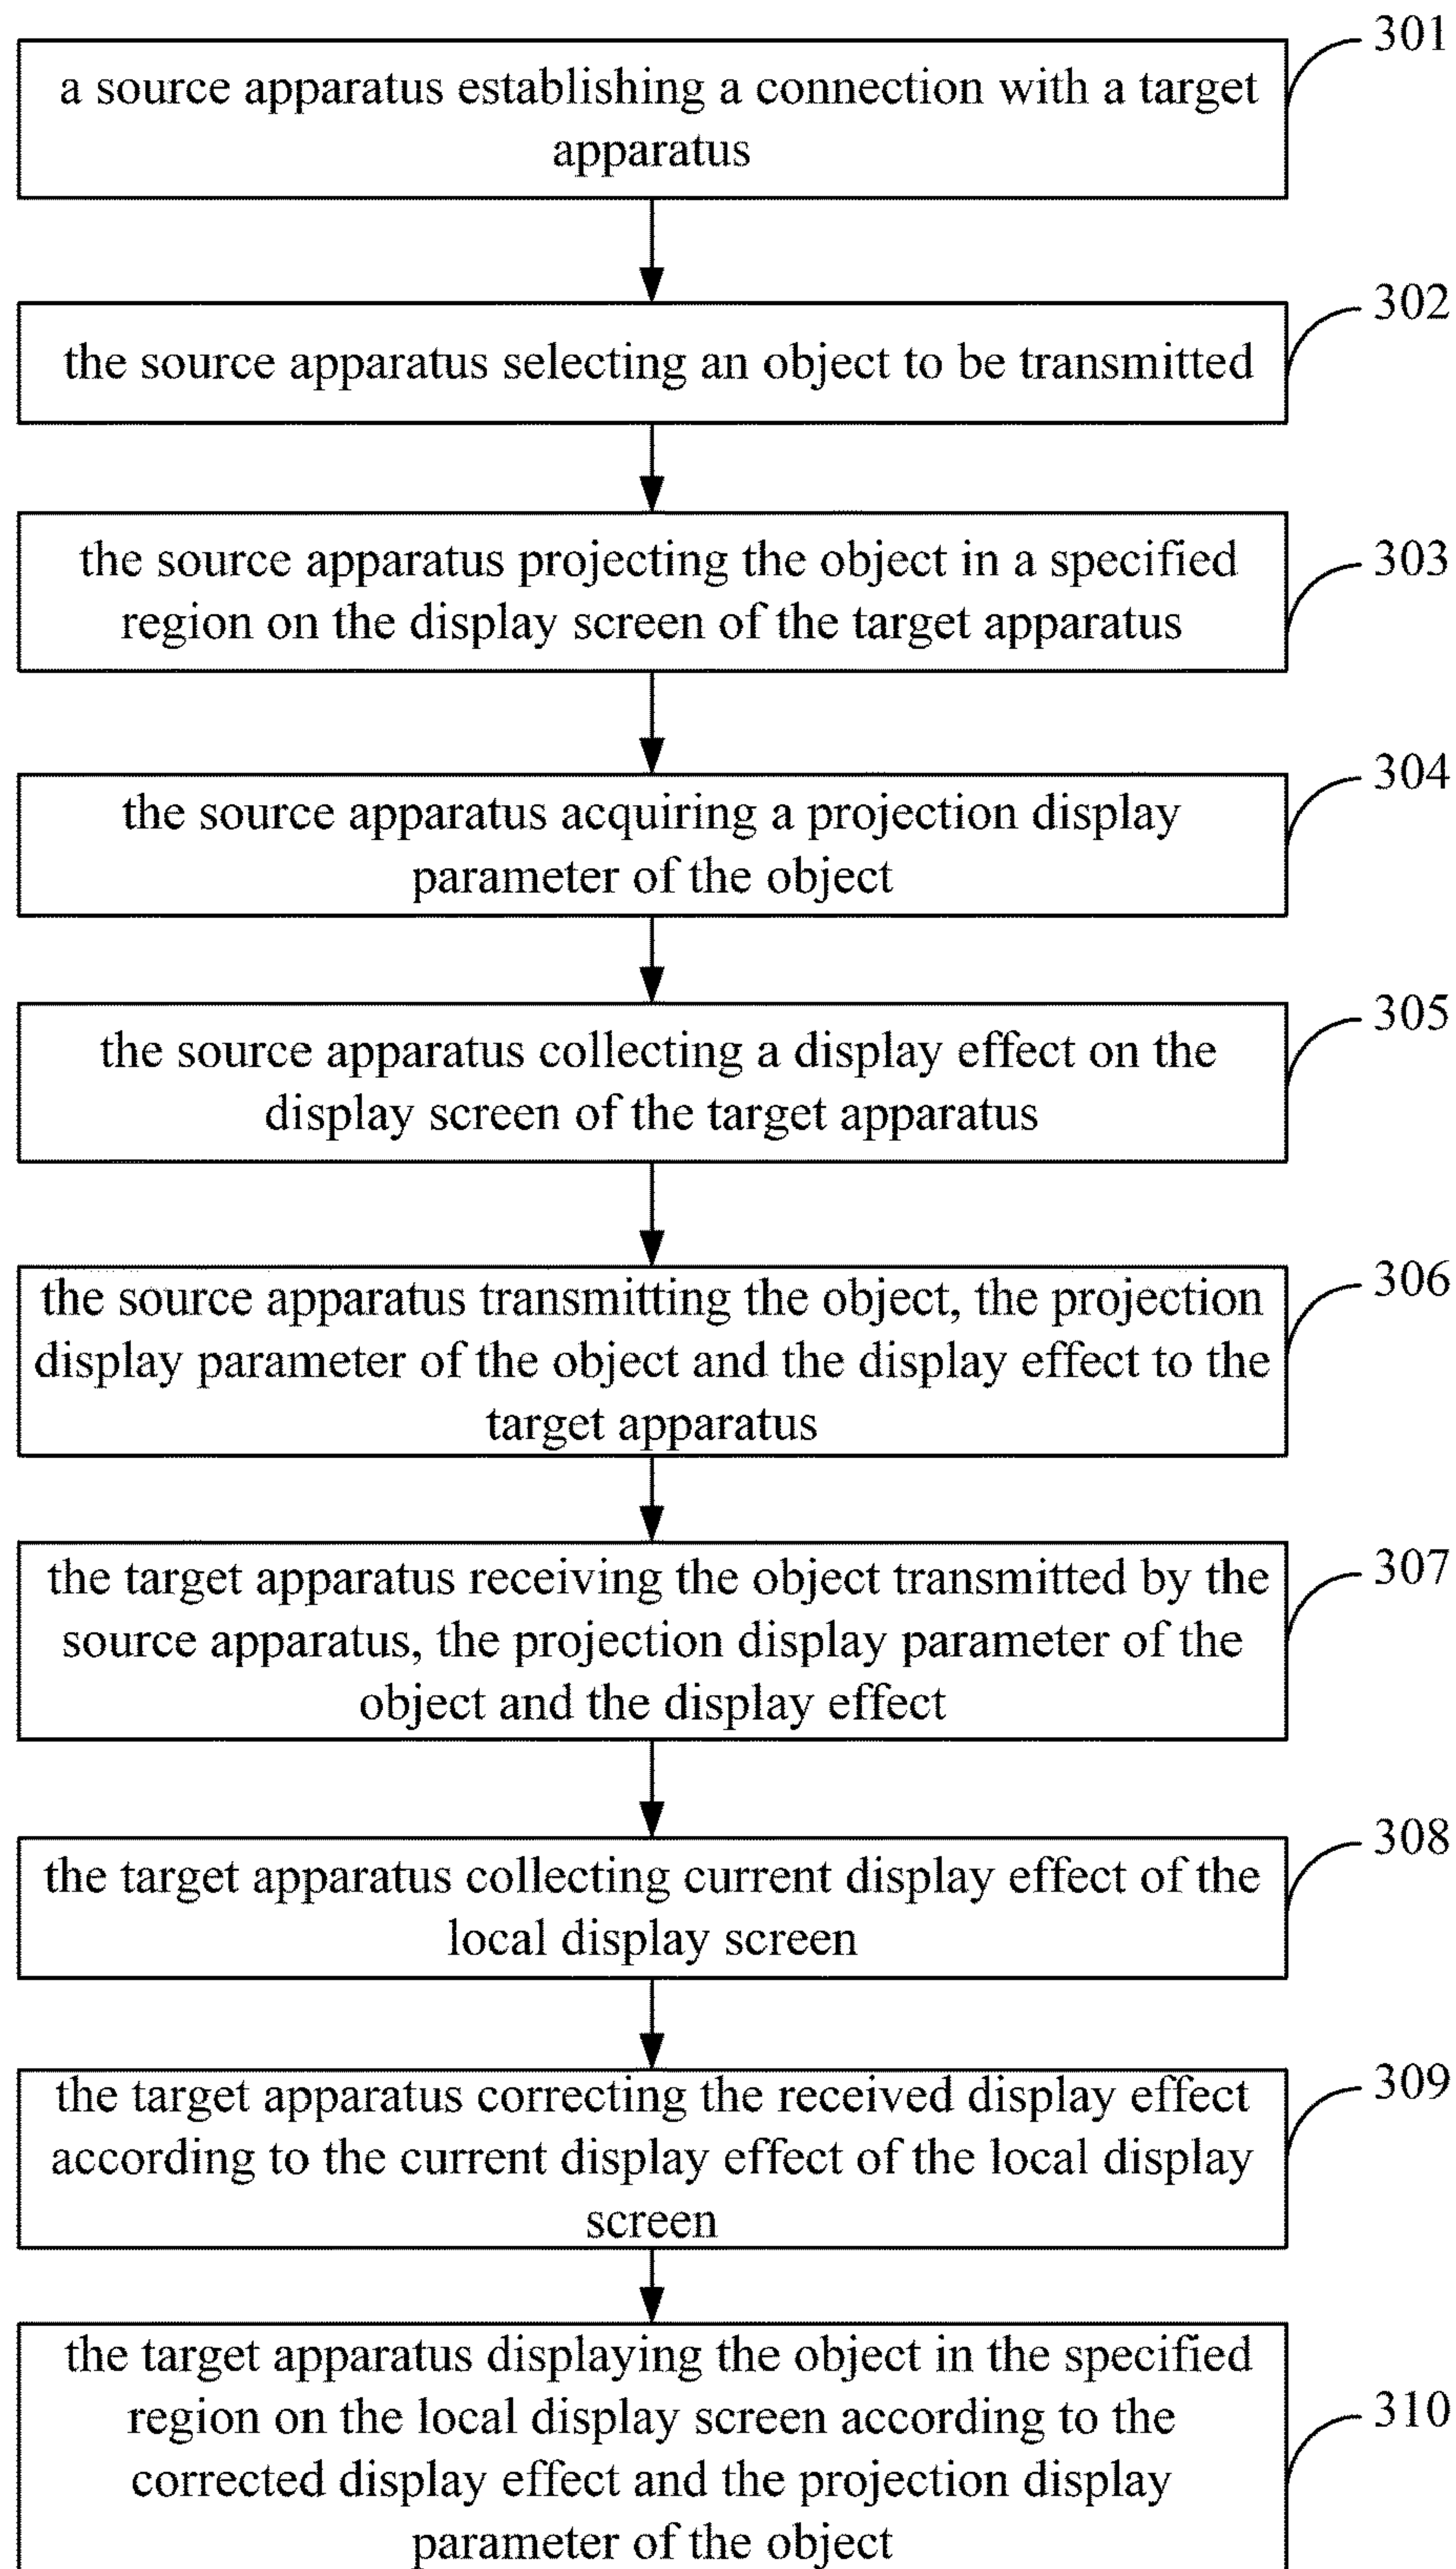 301
a source apparatus establishing a connection with a target
apparatus
302
the source apparatus selecting an object to be transmitted
303
the source apparatus projecting the object in a specified
region on the display screen of the target apparatus
304
the source apparatus acquiring a projection display
parameter of the object
305
the source apparatus collecting a display effect on the
display screen of the target apparatus
306
the source apparatus transmitting the object, the projection
display parameter of the object and the display effect to the
target apparatus
307
the target apparatus receiving the object transmitted by the
source apparatus, the projection display parameter of the
object and the display effect
308
the target apparatus collecting current display effect of the
local display screen
309
the target apparatus correcting the received display effect
according to the current display effect of the local display
screen
310
the target apparatus displaying the object in the specified
region on the local display screen according to the
corrected display effect and the projection display
parameter of the object